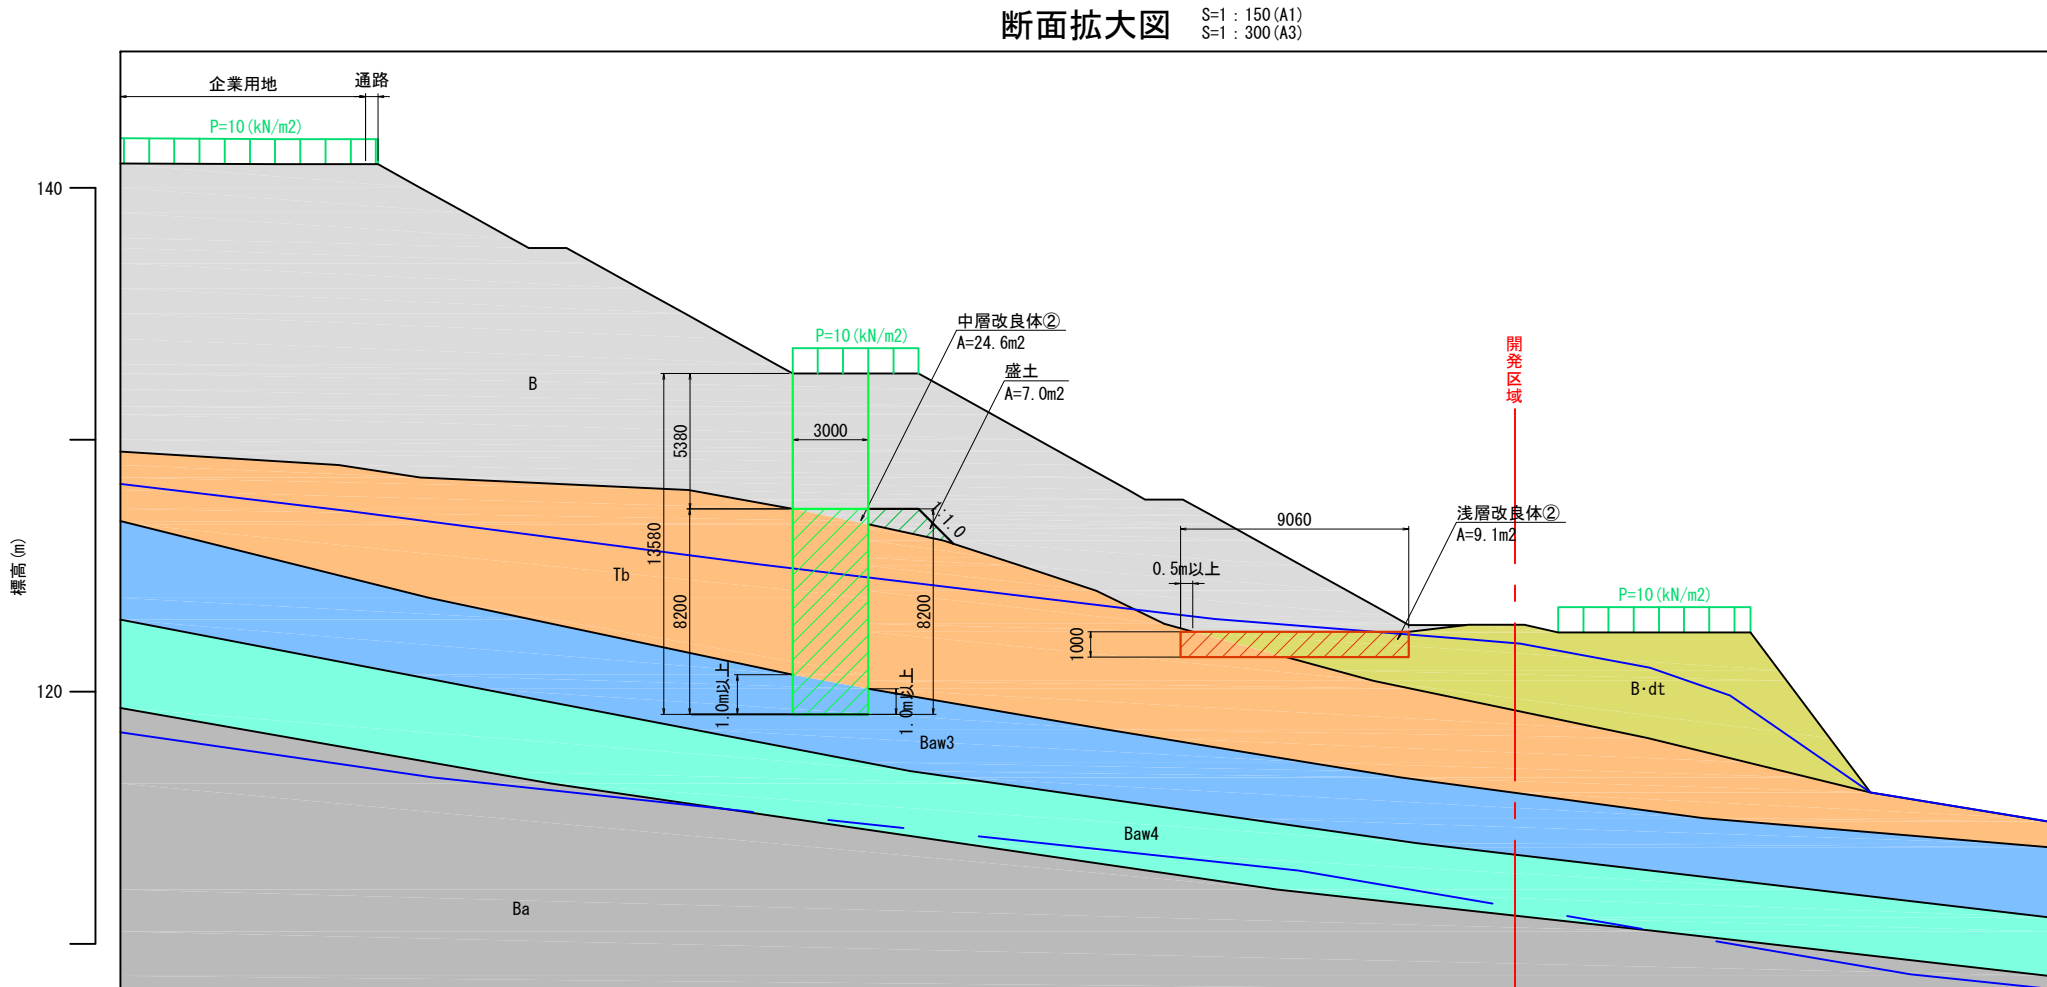 断面拡大図
S=1 : 150(A1)
S=1 : 300(A3)
企業用地
通路
P=10(kN/m2)
140
中層改良体②
A=24.6m2
P=10(kN/m2)
盛土
A=7.0m2
開発区域
B
3000
5380
1:1.0
9060
浅層改良体②
A=9.1m2
13580
標高(m)
Tb
0.5m以上
P=10(kN/m2)
8200
8200
1000
120
1.0m以上
1.0m以上
B・dt
Baw3
Baw4
Ba